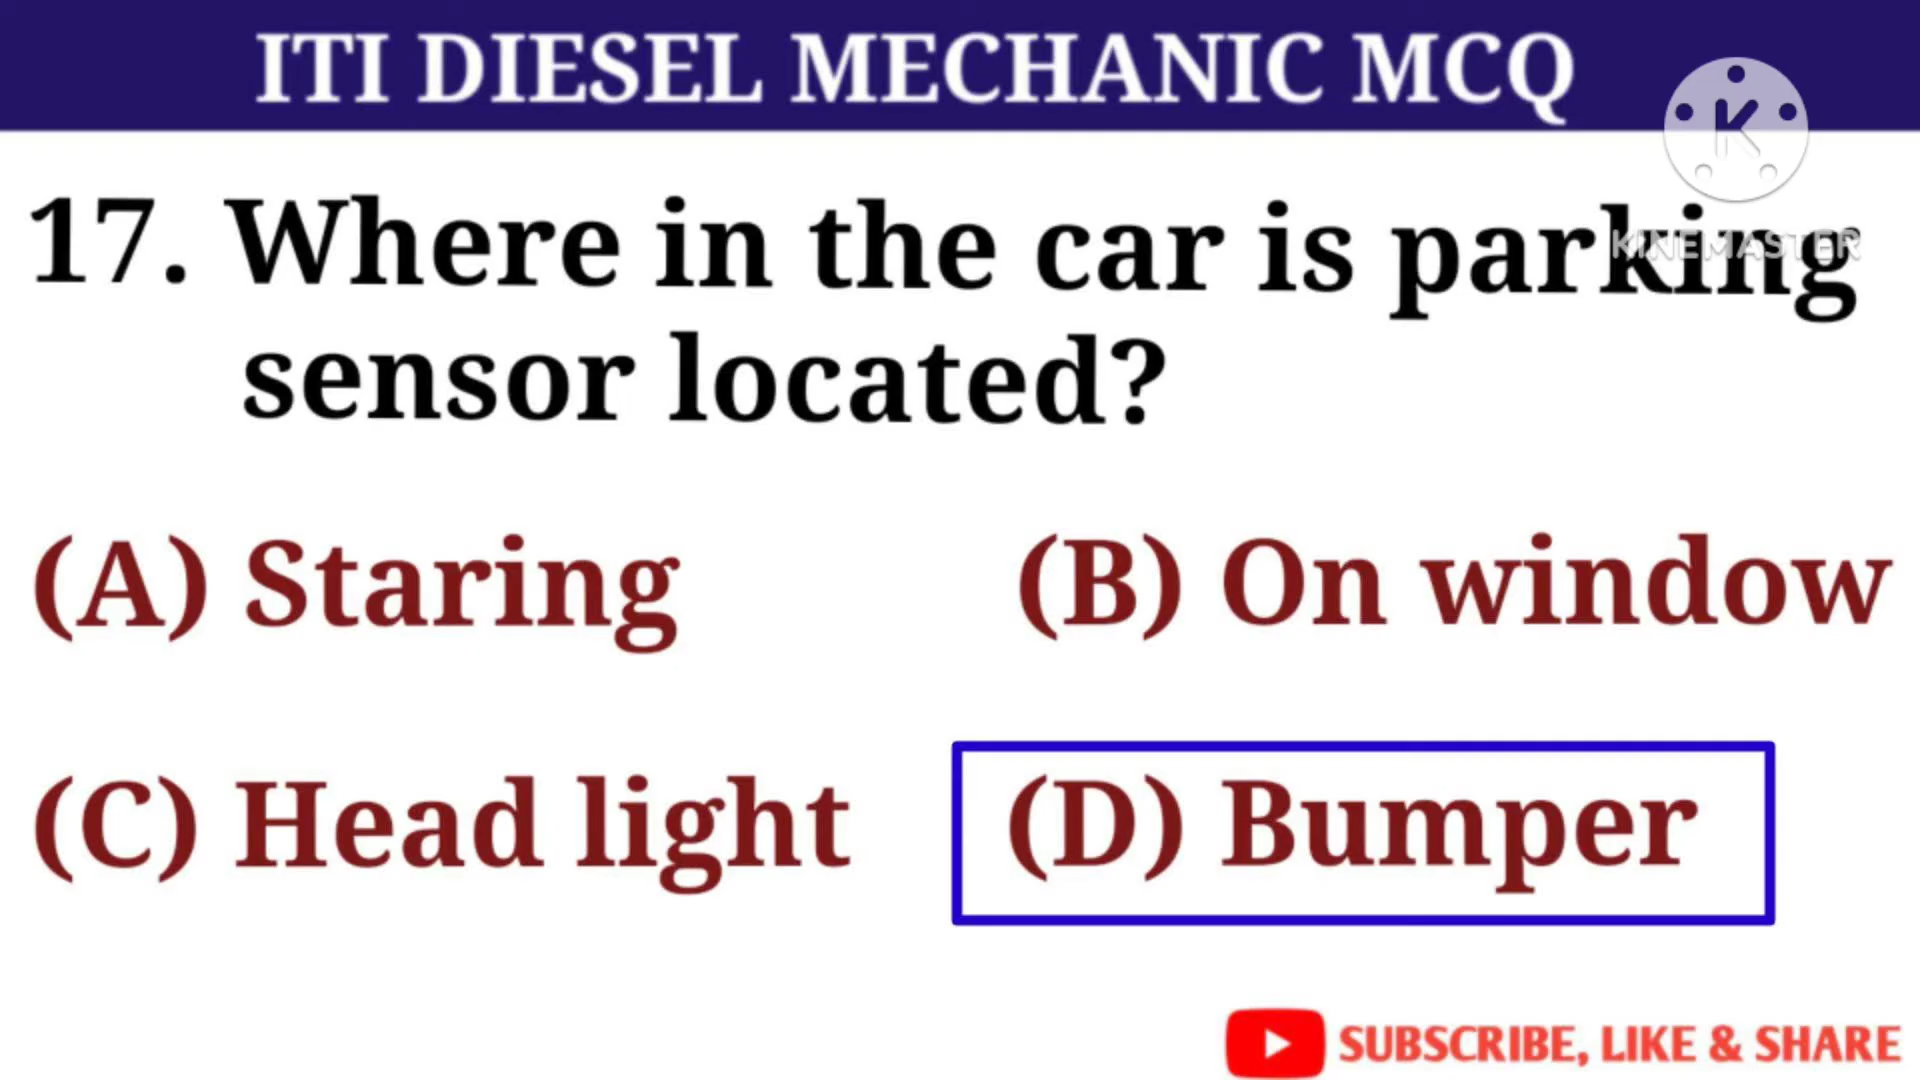 ITI DIESEL MECHANIC MCQ
K
KINEMASTER
17. Where in the car is parking
sensor located?
(A) Staring
(B) On window
(C) Head light
(D) Bumper
SUBSCRIBE, LIKE & SHARE